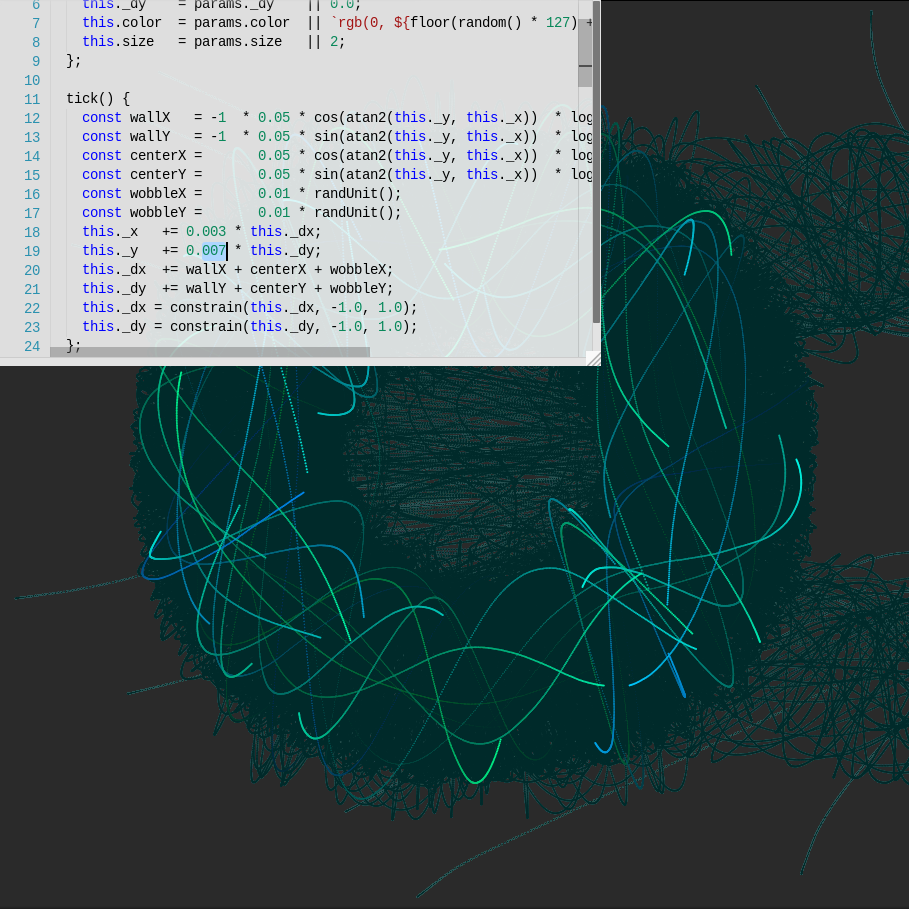 6 this._dy = params._dy || 0.0;
7 this.color = params.color || `rgb(0, ${floor(random() * 127) +
8 this.size = params.size || 2;
9 };
10
11 tick() {
12 const wallX = -1 * 0.05 * cos(atan2(this._y, this._x)) * log
13 const wallY = -1 * 0.05 * sin(atan2(this._y, this._x)) * log
14 const centerX = 0.05 * cos(atan2(this._y, this._x)) * log
15 const centerY = 0.05 * sin(atan2(this._y, this._x)) * log
16 const wobbleX = 0.01 * randUnit();
17 const wobbleY = 0.01 * randUnit();
18 this._x += 0.003 * this._dx;
19 this._y += 0.007 * this._dy;
20 this._dx += wallX + centerX + wobbleX;
21 this._dy += wallY + centerY + wobbleY;
22 this._dx = constrain(this._dx, -1.0, 1.0);
23 this._dy = constrain(this._dy, -1.0, 1.0);
24 };